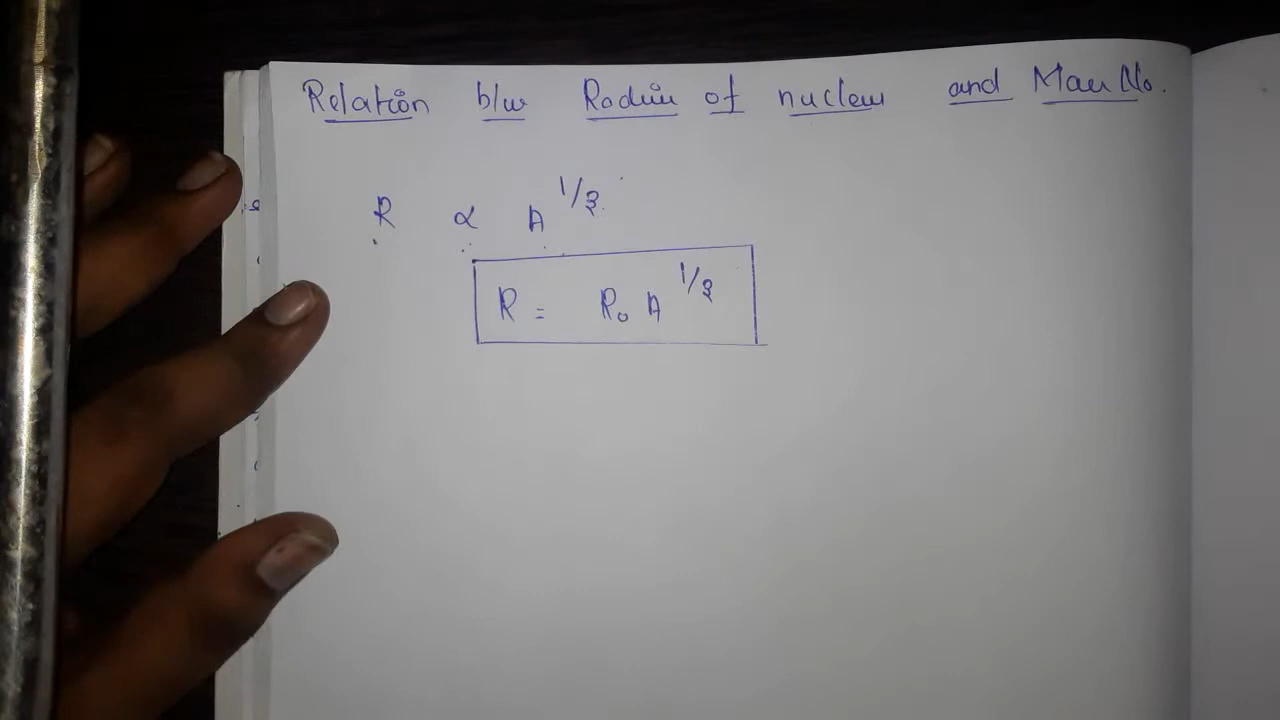 Relation b/w Radius of nucleus and Mass No.
R ∝ A^1/3
R = R₀ A^1/3